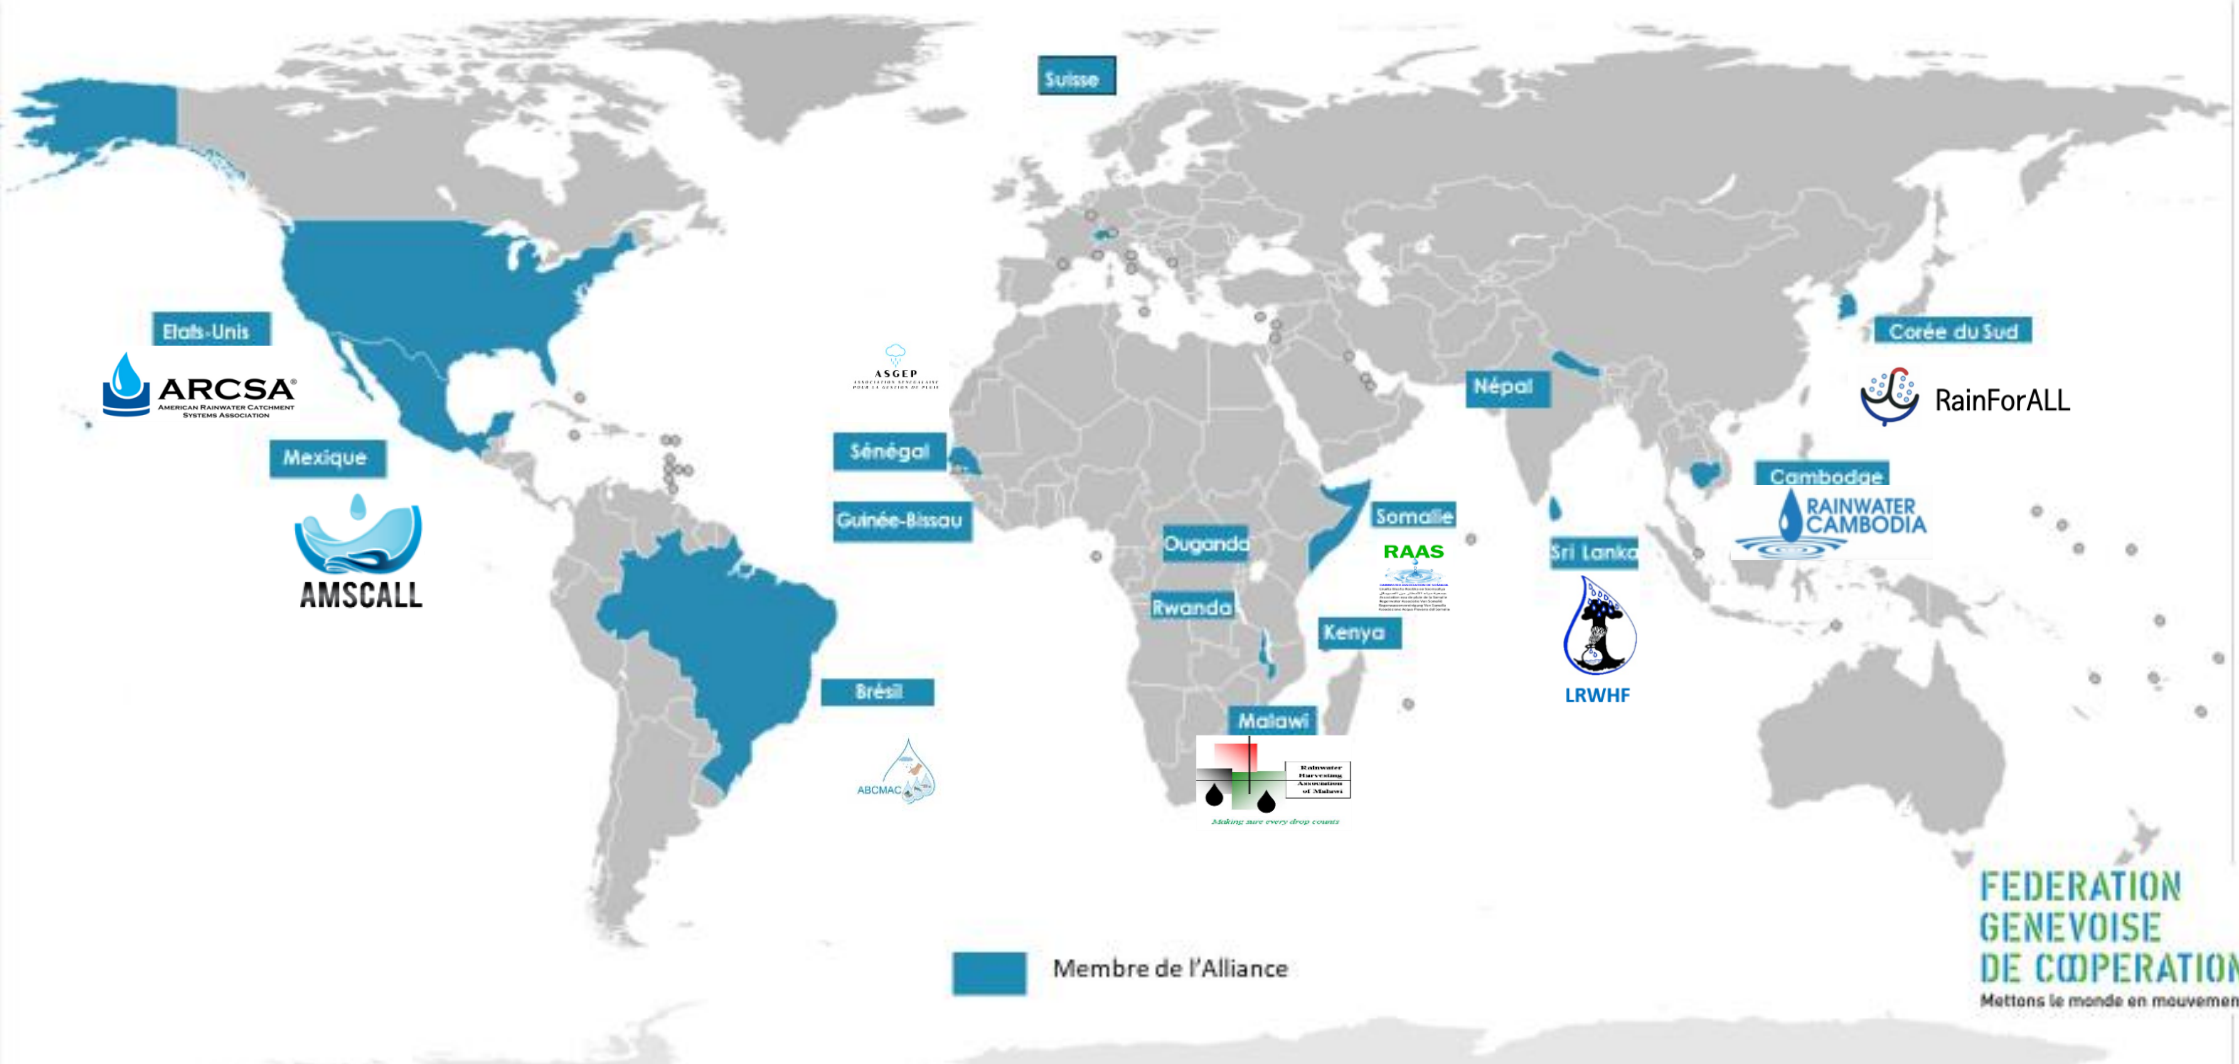 Suisse
Etats-Unis
ARCSA®
AMERICAN RAINWATER CATCHMENT
SYSTEMS ASSOCIATION
Mexique
AMSCALL
ASGEP
Sénégal
Guinée-Bissau
Brésil
ABCMAC
Ouganda
Rwanda
Somalie
RAAS
Kenya
Malawi
Rainwater
Harvesting
Association
of Malawi
Making sure every drop counts
Népal
Sri Lanka
LRWHF
Corée du Sud
RainForALL
Cambodge
RAINWATER
CAMBODIA
Membre de l'Alliance
FEDERATION
GENEVOISE
DE COOPERATION
Mettons le monde en mouvemen